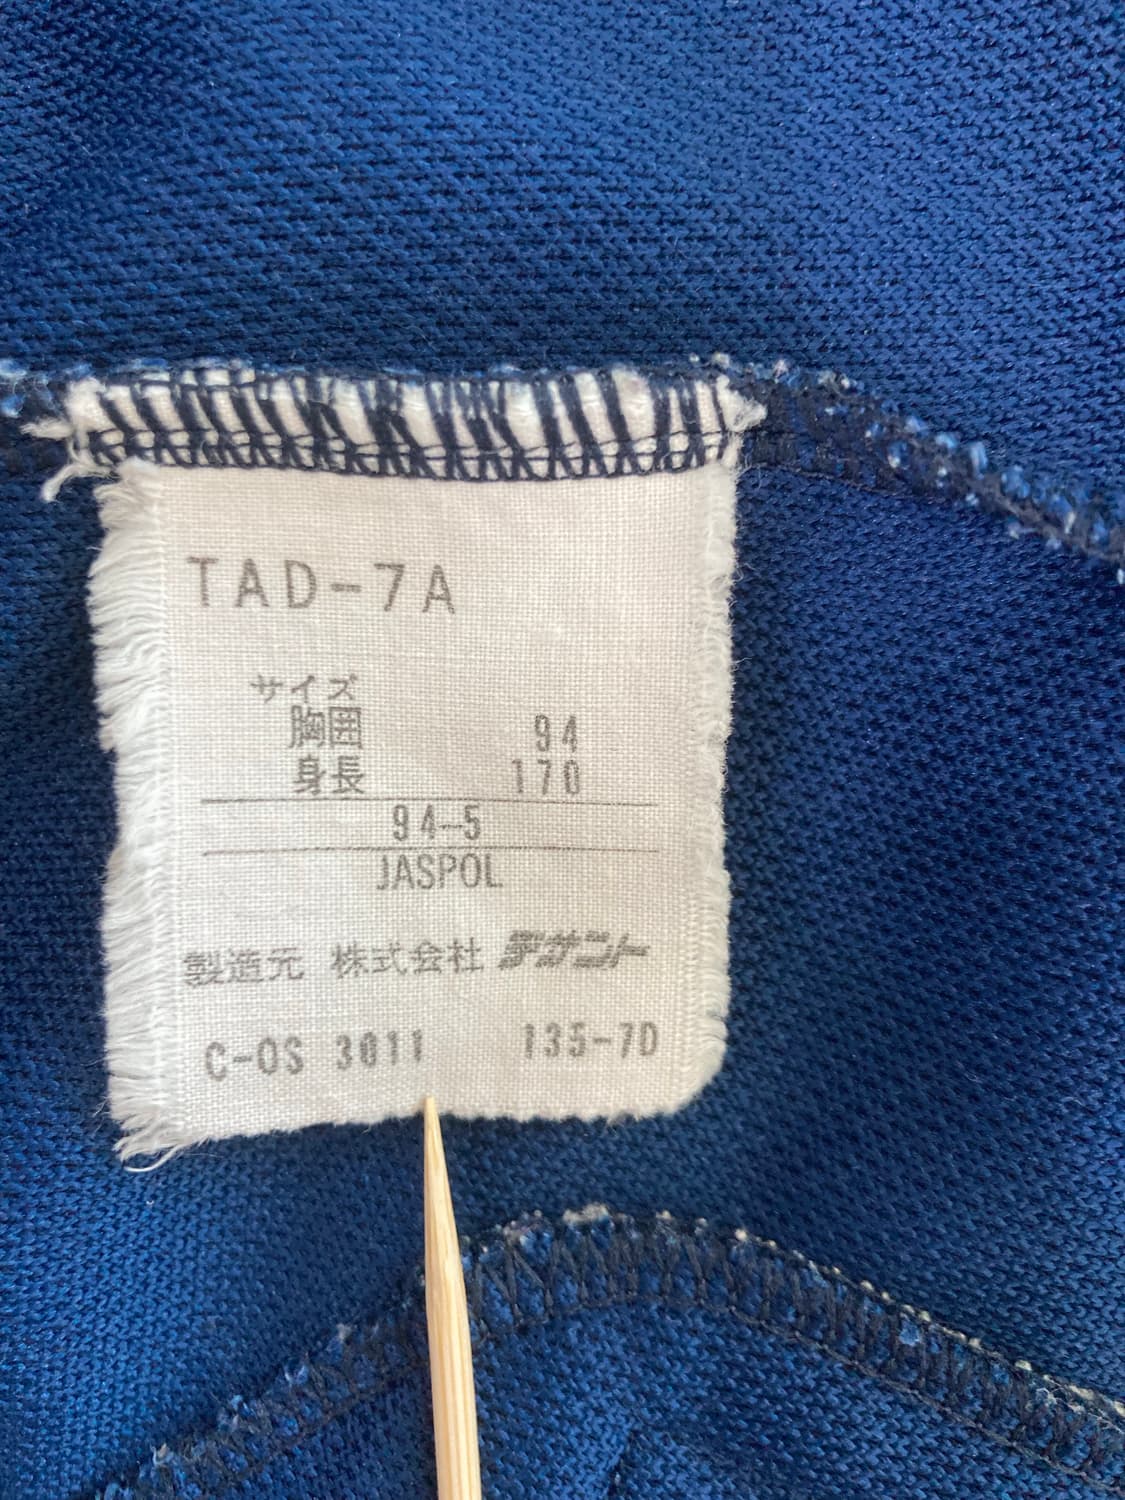 TAD-7A
サイズ
胸囲 94
身長 170
94-5
JASPOL
製造元 株式会社 デサント
C-OS 3011 135-7D